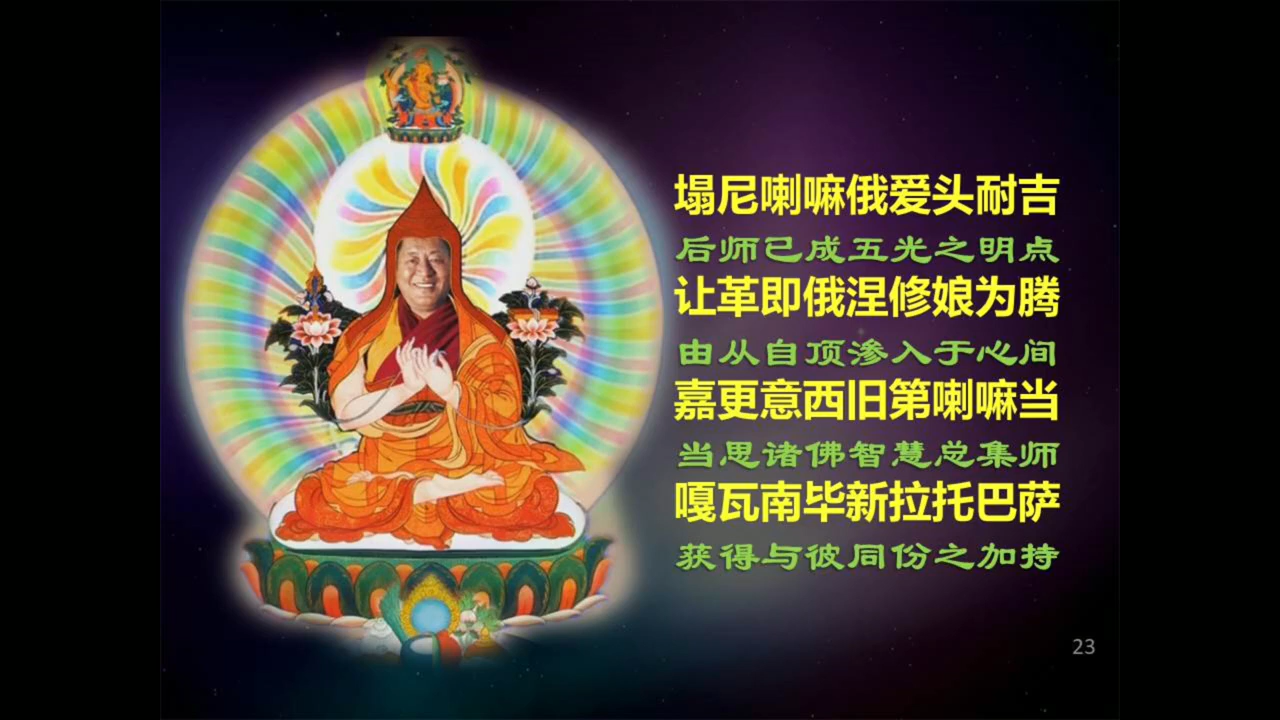 塌尼喇嘛俄爱头耐吉
后师已成五光之明点
让革即俄涅修娘为腾
由从自顶渗入于心间
嘉更意西旧第喇嘛当
当思诸佛智慧总集师
嘎瓦南毕新拉托巴萨
获得与彼同份之加持
23